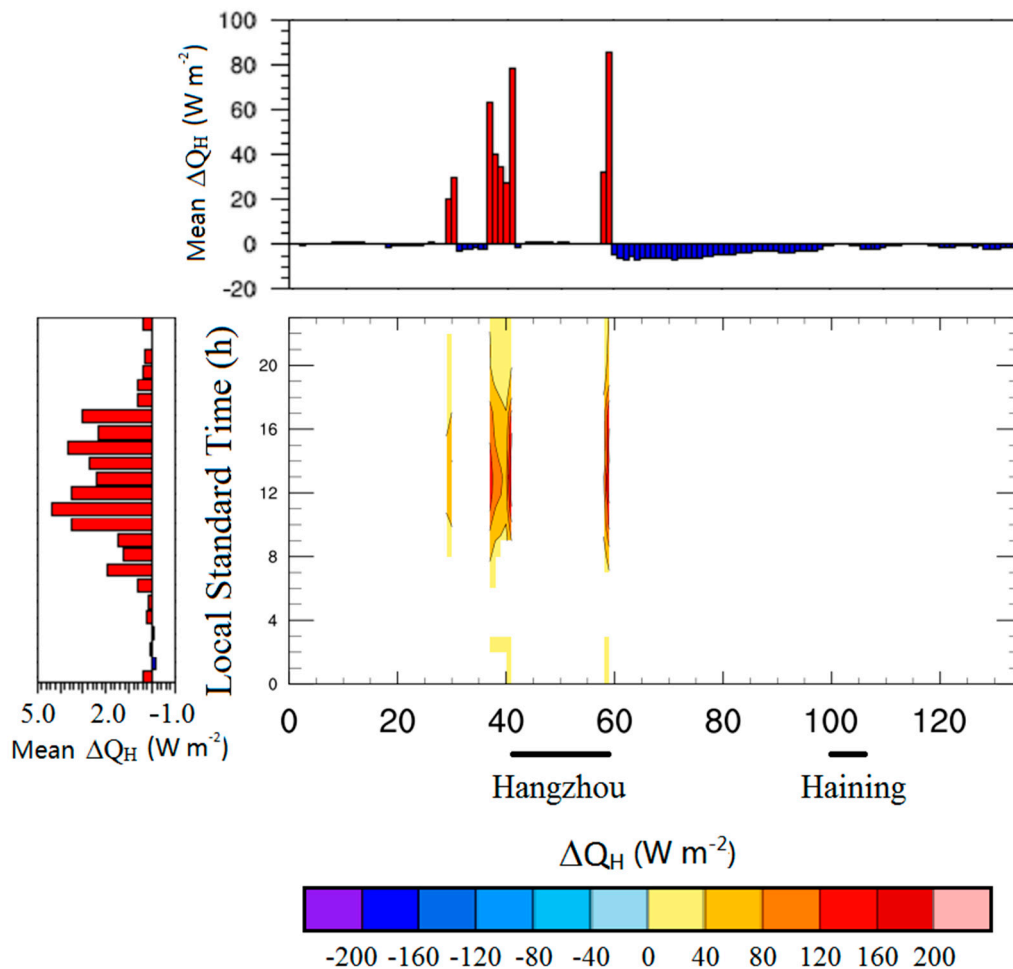 100
80
60
40
20
0
-20
Mean ΔQH (W m-2)
Local Standard Time (h)
20
16
12
8
4
0
5.0 2.0 -1.0
Mean ΔQH (W m-2)
0 20 40 60 80 100 120
Hangzhou Haining
ΔQH (W m-2)
-200 -160 -120 -80 -40 0 40 80 120 160 200